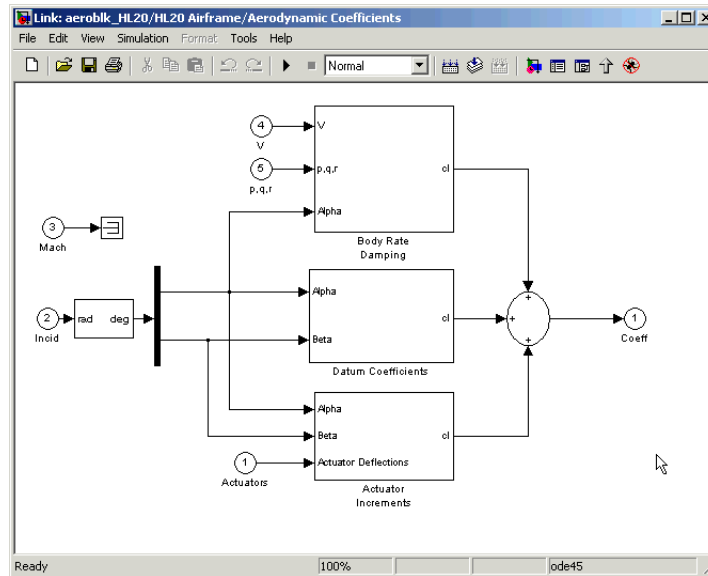 Link: aeroblk_HL20/HL20 Airframe/Aerodynamic Coefficients
File Edit View Simulation Format Tools Help
Normal
4
V
V
5
p,q,r
p,q,r
cl
Alpha
Body Rate
Damping
3
Mach
2
Incid
rad deg
Alpha
cl
Beta
Datum Coefficients
+
+
+
1
Coeff
Alpha
Beta
cl
1
Actuators
Actuator Deflections
Actuator
Increments
Ready 100% ode45